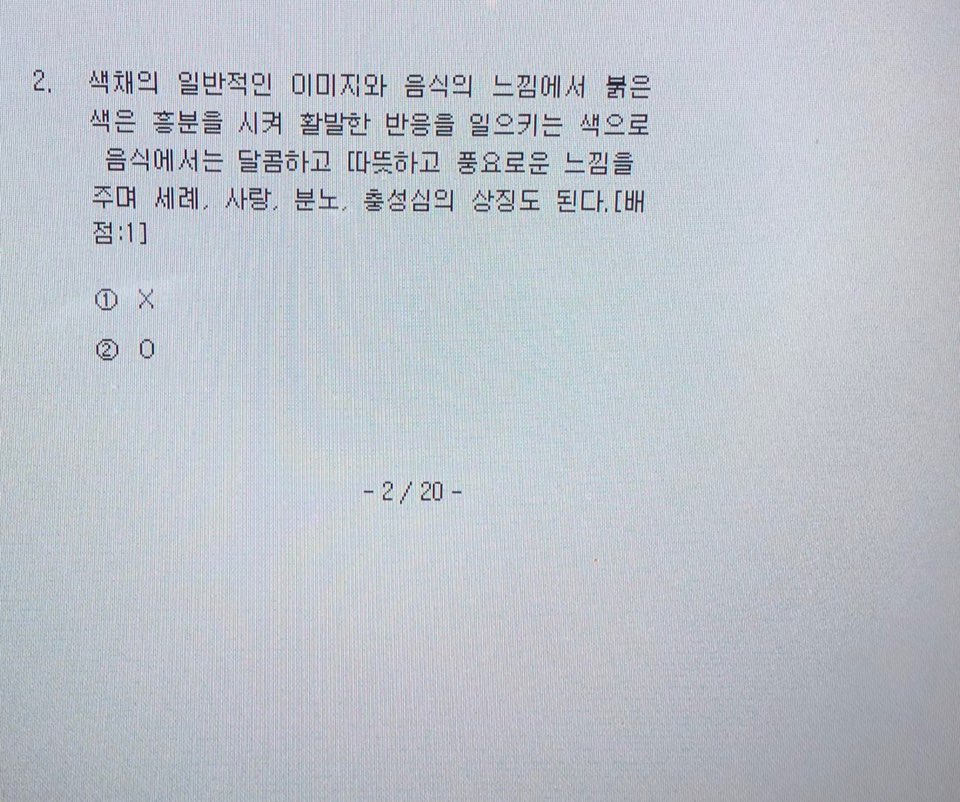 2. 색채의 일반적인 이미지와 음식의 느낌에서 붉은
색은 흥분을 시켜 활발한 반응을 일으키는 색으로
음식에서는 달콤하고 따뜻하고 풍요로운 느낌을
주며 세례, 사랑, 분노, 충성심의 상징도 된다.[배
점:1]
① X
② O
- 2 / 20 -